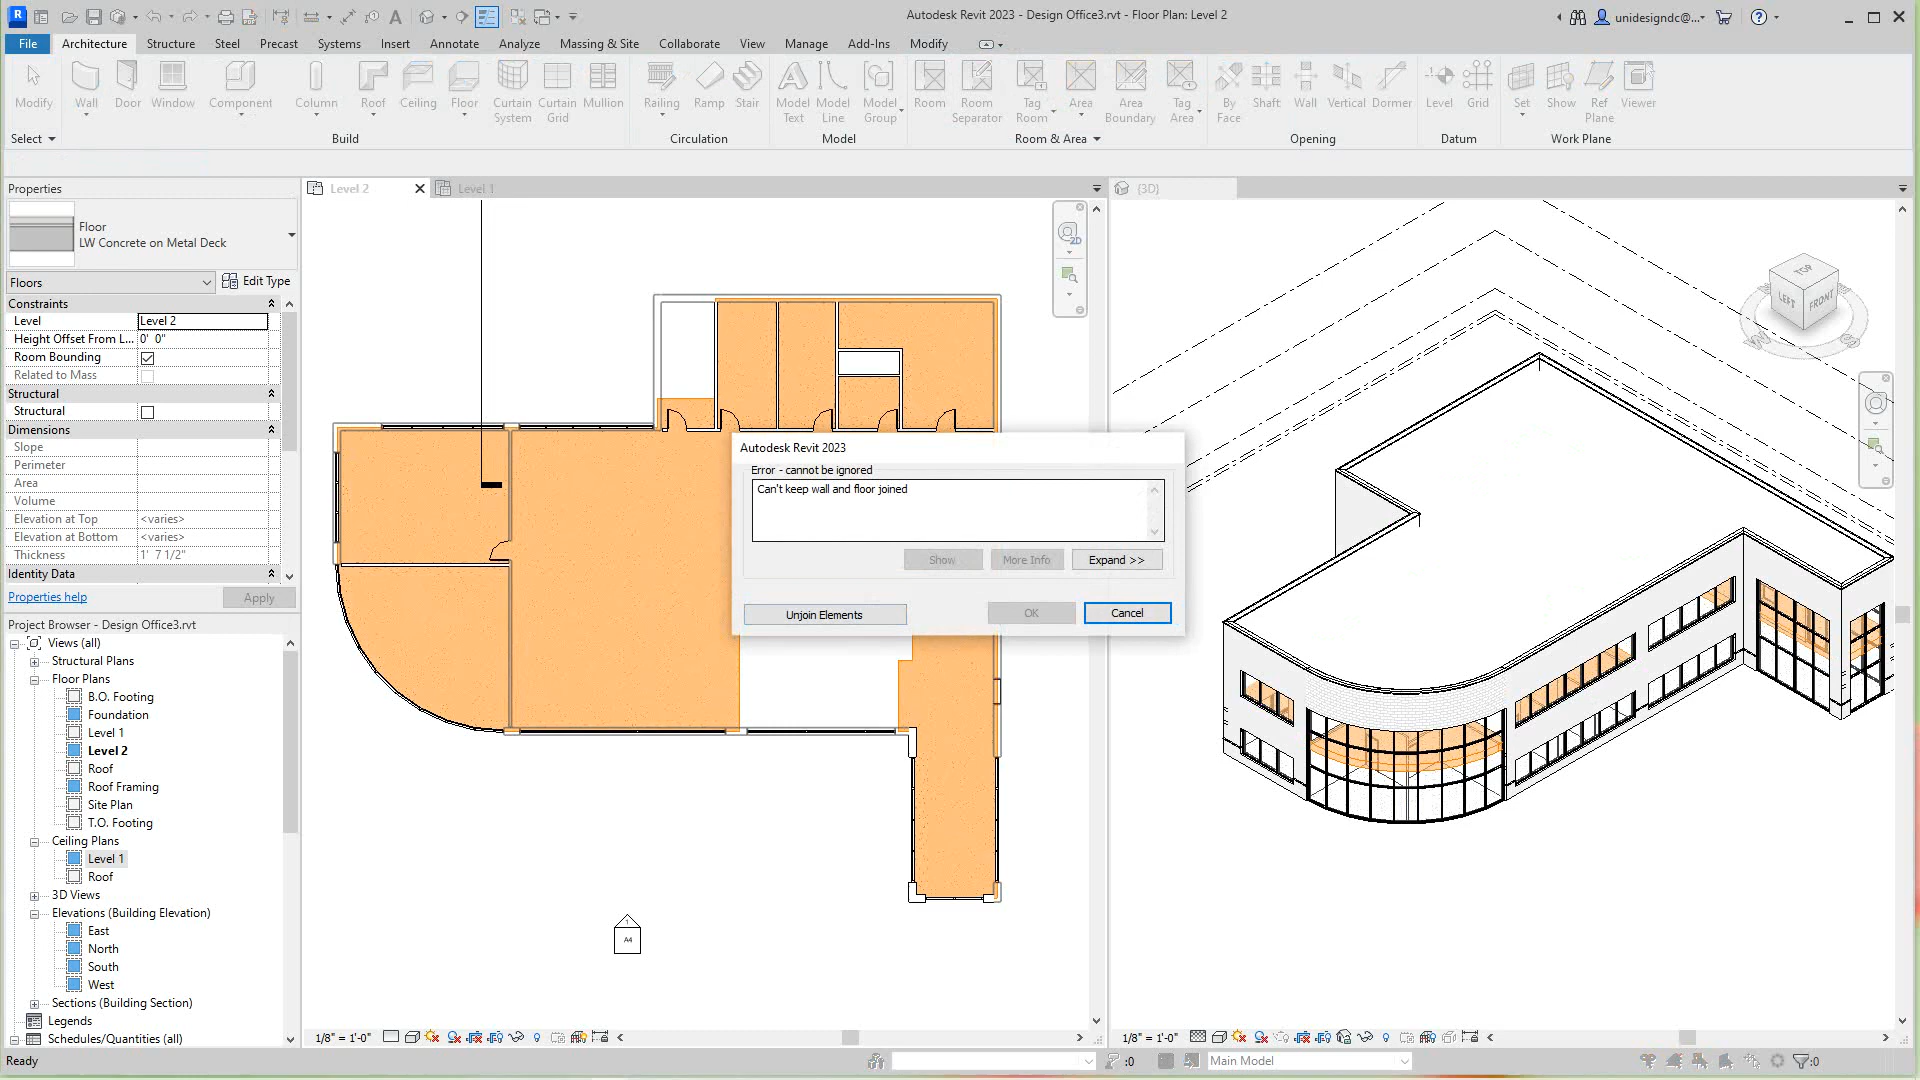 Autodesk Revit 2023 - Design Office3.rvt - Floor Plan: Level 2
unidesigndc@...
File
Architecture
Structure
Steel
Precast
Systems
Insert
Annotate
Analyze
Massing & Site
Collaborate
View
Manage
Add-Ins
Modify
Modify
Wall
Door
Window
Component
Column
Roof
Ceiling
Floor
Curtain System
Curtain Grid
Mullion
Railing
Ramp
Stair
Model Text
Model Line
Model Group
Room
Room Separator
Tag Room
Area
Area Boundary
Tag Area
By Face
Shaft
Wall
Vertical
Dormer
Level
Grid
Set
Show
Ref Plane
Viewer
Select
Build
Circulation
Model
Room & Area
Opening
Datum
Work Plane
Properties
Floor
LW Concrete on Metal Deck
Floors
Edit Type
Constraints
Level Level 2
Height Offset From L... 0' 0"
Room Bounding
Related to Mass
Structural
Structural
Dimensions
Slope
Perimeter
Area
Volume
Elevation at Top <varies>
Elevation at Bottom <varies>
Thickness 1' 7 1/2"
Identity Data
Properties help
Apply
Project Browser - Design Office3.rvt
Views (all)
Structural Plans
Floor Plans
B.O. Footing
Foundation
Level 1
Level 2
Roof
Roof Framing
Site Plan
T.O. Footing
Ceiling Plans
Level 1
Roof
3D Views
Elevations (Building Elevation)
East
North
South
West
Sections (Building Section)
Legends
Schedules/Quantities (all)
Level 2
Level 1
2D
1
A4
Autodesk Revit 2023
Error - cannot be ignored
Can't keep wall and floor joined
Show
More Info
Expand >>
Unjoin Elements
OK
Cancel
{3D}
TOP
LEFT
FRONT
W
S
1/8" = 1'-0"
1/8" = 1'-0"
Ready
:0
Main Model
:0